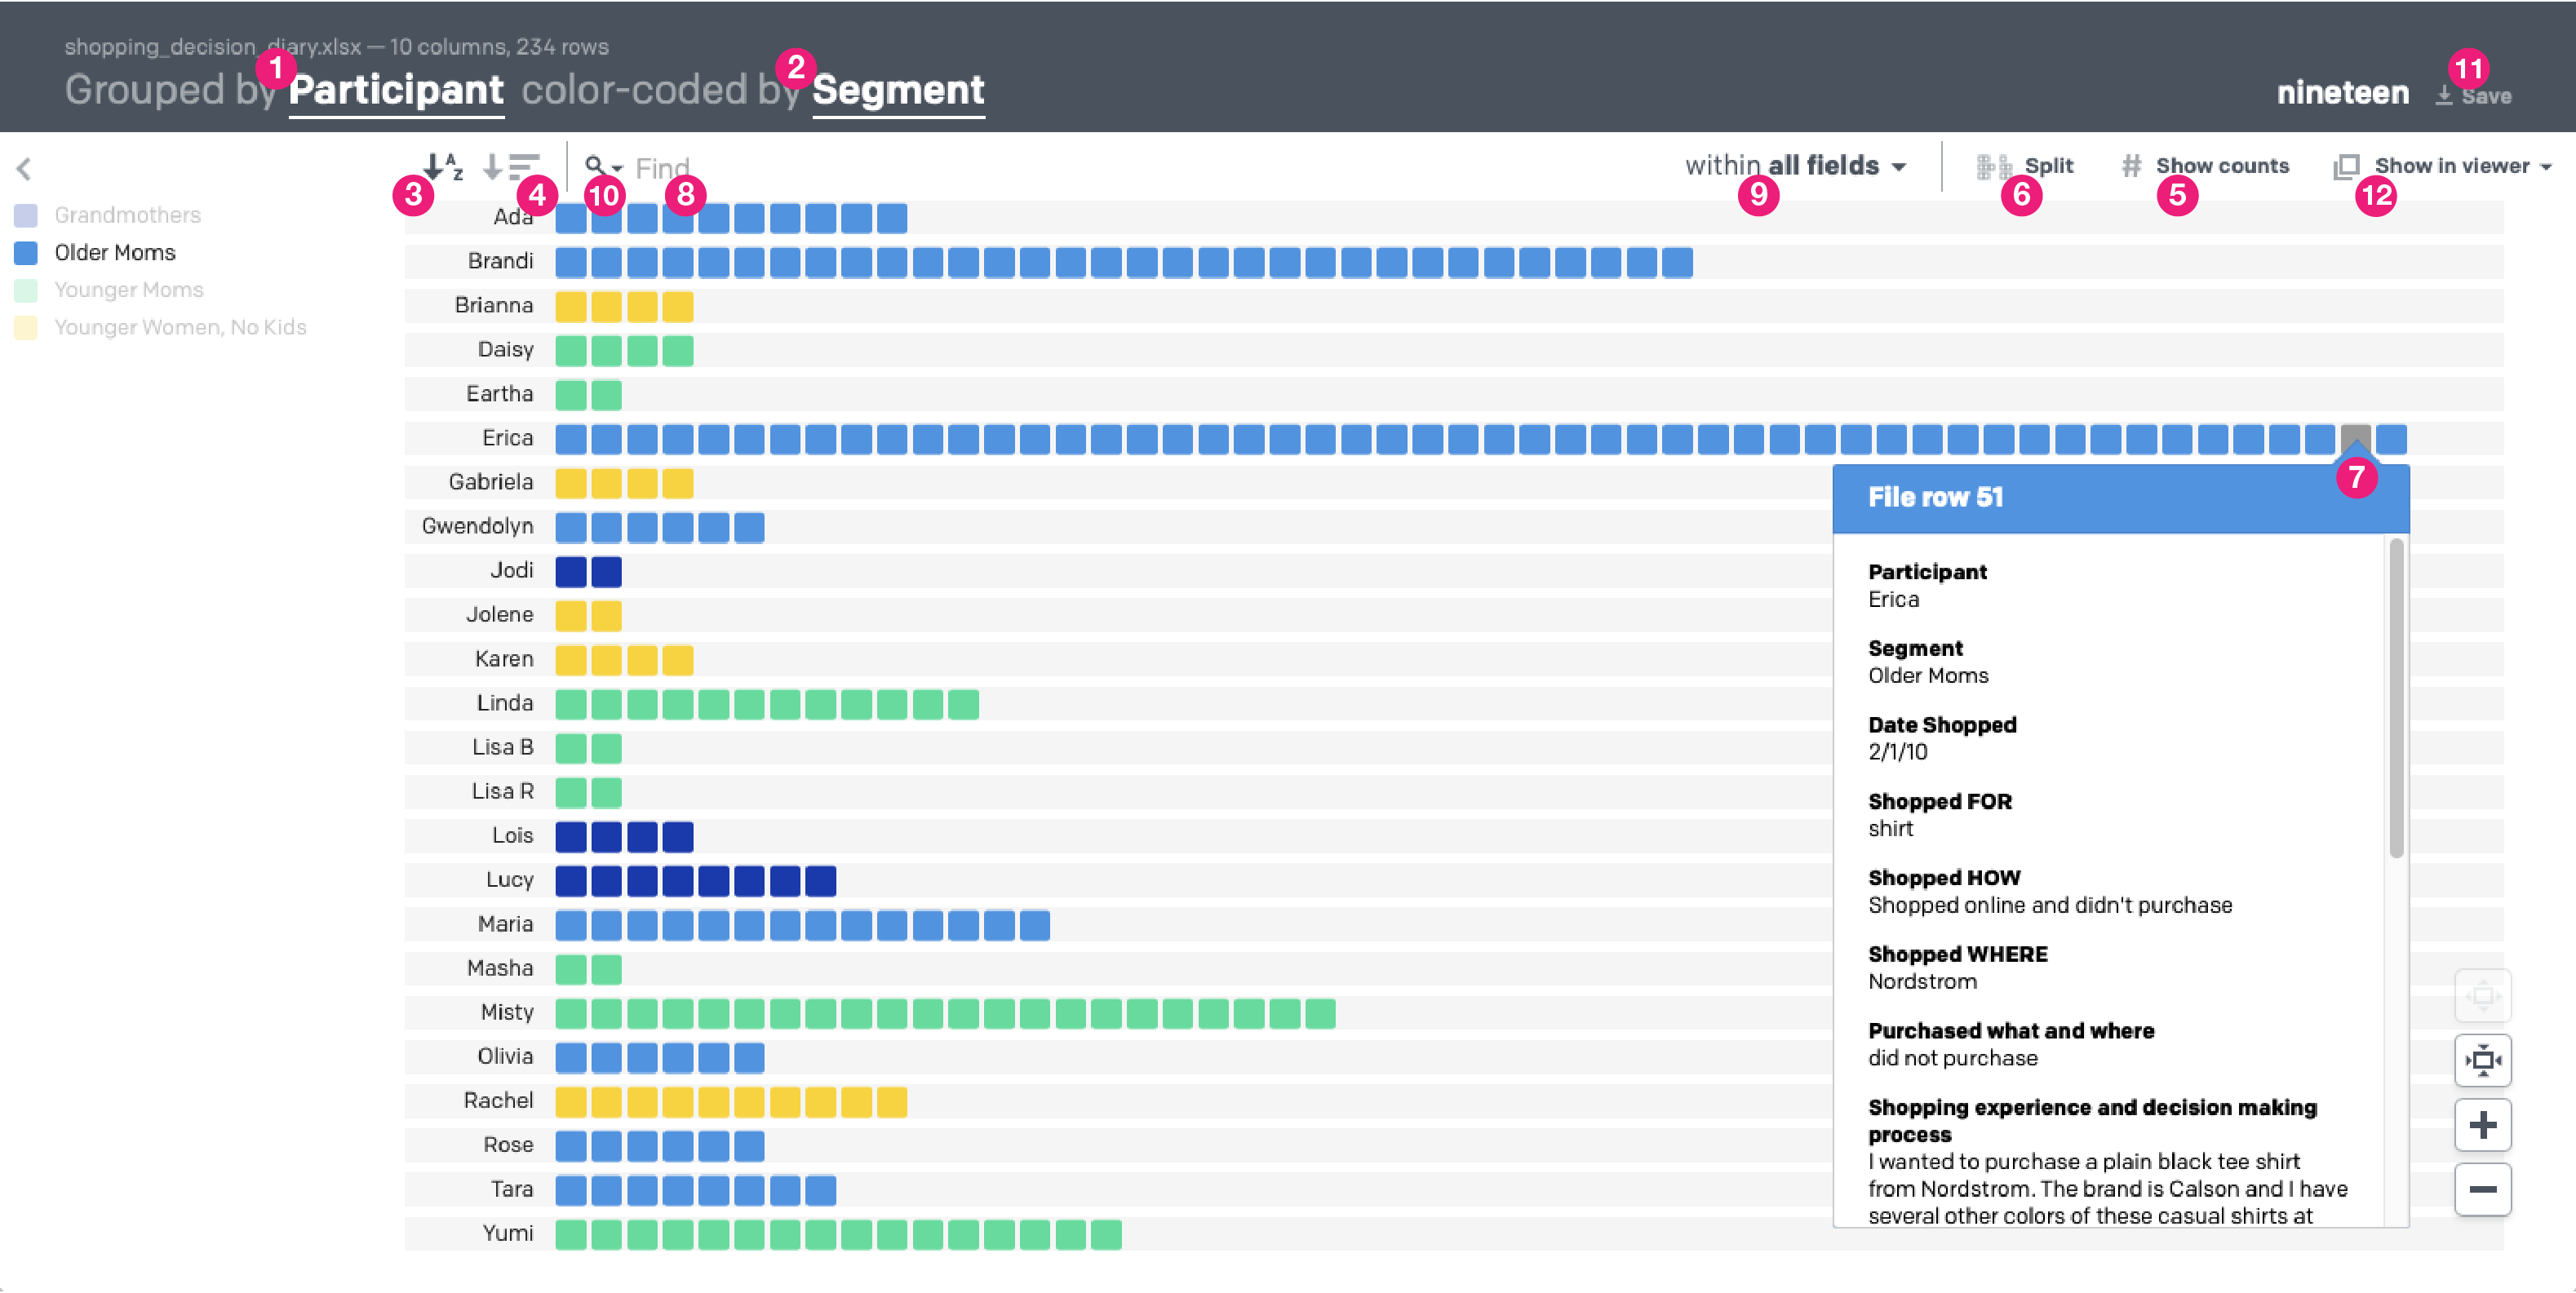 shopping_decision_diary.xlsx — 10 columns, 234 rows
1 2 11
Grouped by Participant color-coded by Segment
nineteen Save
A Z Find
within all fields Split # Show counts Show in viewer
3 4 10 8 9 6 5 12
Grandmothers
Older Moms
Younger Moms
Younger Women, No Kids
Ada
Brandi
Brianna
Daisy
Eartha
Erica
Gabriela
Gwendolyn
Jodi
Jolene
Karen
Linda
Lisa B
Lisa R
Lois
Lucy
Maria
Masha
Misty
Olivia
Rachel
Rose
Tara
Yumi
7
File row 51
Participant
Erica
Segment
Older Moms
Date Shopped
2/1/10
Shopped FOR
shirt
Shopped HOW
Shopped online and didn't purchase
Shopped WHERE
Nordstrom
Purchased what and where
did not purchase
Shopping experience and decision making
process
I wanted to purchase a plain black tee shirt
from Nordstrom. The brand is Calson and I have
several other colors of these casual shirts at